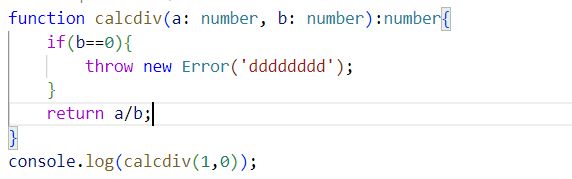 function calcdiv(a: number, b: number):number{
    if(b==0){
        throw new Error('dddddddd');
    }
    return a/b;
}
console.log(calcdiv(1,0));